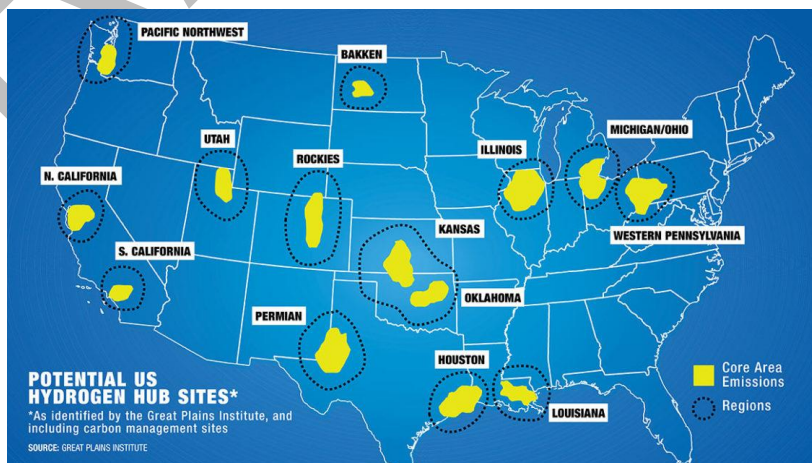 PACIFIC NORTHWEST
BAKKEN
MICHIGAN/OHIO
UTAH
ILLINOIS
ROCKIES
N. CALIFORNIA
KANSAS
WESTERN PENNSYLVANIA
S. CALIFORNIA
OKLAHOMA
PERMIAN
HOUSTON
LOUISIANA
Core Area
Emissions
Regions
POTENTIAL US
HYDROGEN HUB SITES*
*As identified by the Great Plains Institute, and
including carbon management sites
SOURCE: GREAT PLAINS INSTITUTE